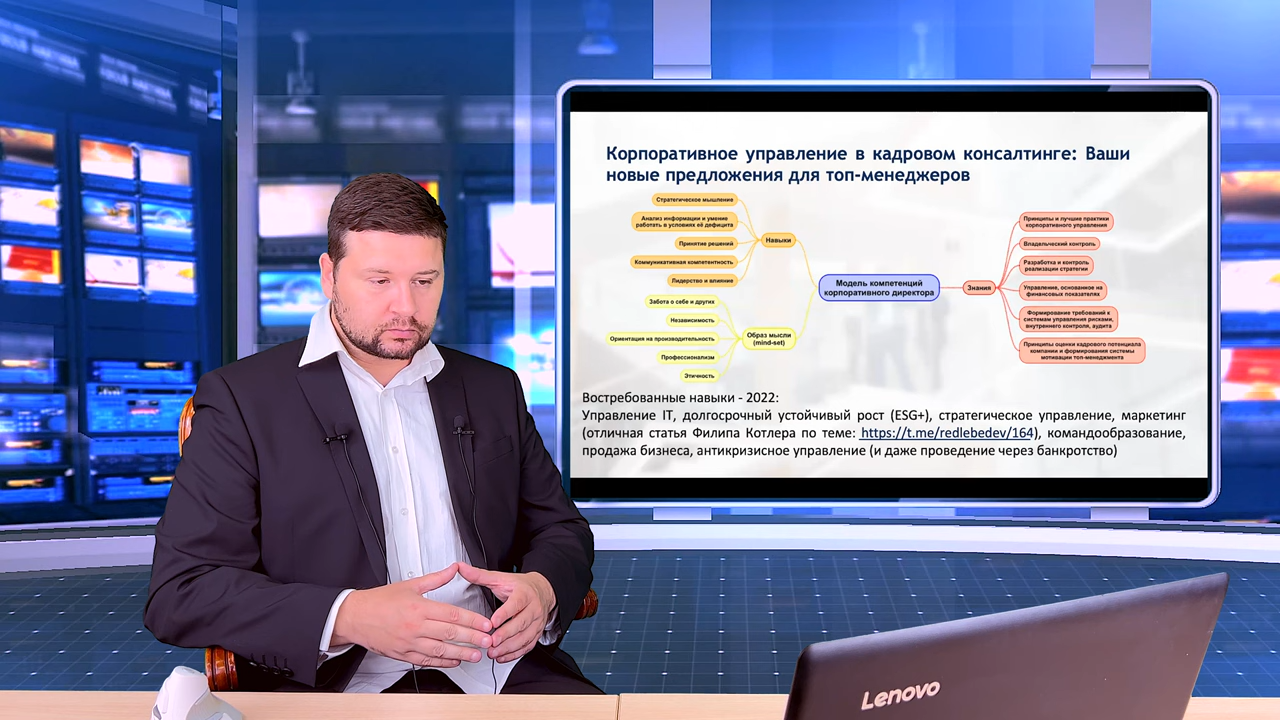 Корпоративное управление в кадровом консалтинге: Ваши
новые предложения для топ-менеджеров
Стратегическое мышление
Анализ информации и умение
работать в условиях её дефицита
Принятие решений
Коммуникативная компетентность
Лидерство и влияние
Навыки
Забота о себе и других
Независимость
Ориентация на производительность
Профессионализм
Этичность
Образ мысли
(mind-set)
Модель компетенций
корпоративного директора
Знания
Принципы и лучшие практики
корпоративного управления
Владельческий контроль
Разработка и контроль
реализации стратегии
Управление, основанное на
финансовых показателях
Формирование требований к
системам управления рисками,
внутреннего контроля, аудита
Принципы оценки кадрового потенциала
компании и формирования системы
мотивации топ-менеджмента
Востребованные навыки - 2022:
Управление IT, долгосрочный устойчивый рост (ESG+), стратегическое управление, маркетинг
(отличная статья Филипа Котлера по теме: https://t.me/redlebedev/164), командообразование,
продажа бизнеса, антикризисное управление (и даже проведение через банкротство)
Lenovo